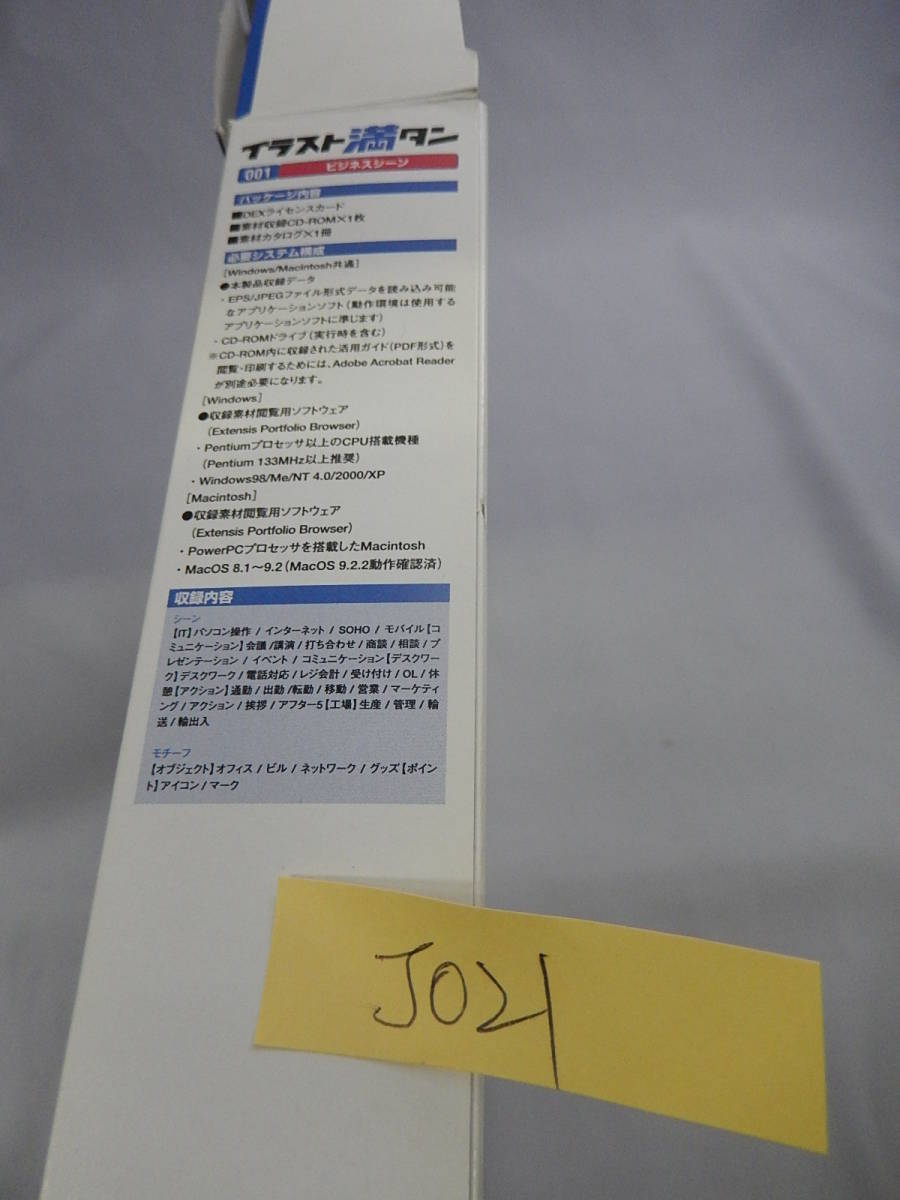 イラスト満タン
001 ビジネスシーン
パッケージ内容
■DEXライセンスカード
■素材収録CD-ROM×1枚
■素材カタログ×1冊
必要システム構成
[Windows/Macintosh共通]
●本製品収録データ
・EPS/JPEGファイル形式データを読み込み可能
なアプリケーションソフト(動作環境は使用する
アプリケーションソフトに準じます)
・CD-ROMドライブ(実行時を含む)
※CD-ROM内に収録された活用ガイド(PDF形式)を
閲覧・印刷するためには、Adobe Acrobat Reader
が別途必要になります。
[Windows]
●収録素材閲覧用ソフトウェア
(Extensis Portfolio Browser)
・Pentiumプロセッサ以上のCPU搭載機種
(Pentium 133MHz以上推奨)
・Windows98/Me/NT 4.0/2000/XP
[Macintosh]
●収録素材閲覧用ソフトウェア
(Extensis Portfolio Browser)
・PowerPCプロセッサを搭載したMacintosh
・MacOS 8.1〜9.2(MacOS 9.2.2動作確認済)
収録内容
シーン
【IT】パソコン操作 / インターネット / SOHO / モバイル【コ
ミュニケーション】会議 /講演 / 打ち合わせ / 商談 / 相談 / プ
レゼンテーション / イベント / コミュニケーション【デスクワー
ク】デスクワーク / 電話対応 / レジ会計 / 受け付け / OL / 休
憩【アクション】通勤 / 出勤 /転勤 / 移動 / 営業 / マーケティ
ング / アクション / 挨拶 / アフター5【工場】生産 / 管理 / 輸
送 / 輸出入
モチーフ
【オブジェクト】オフィス / ビル / ネットワーク / グッズ【ポイン
ト】アイコン / マーク
J021